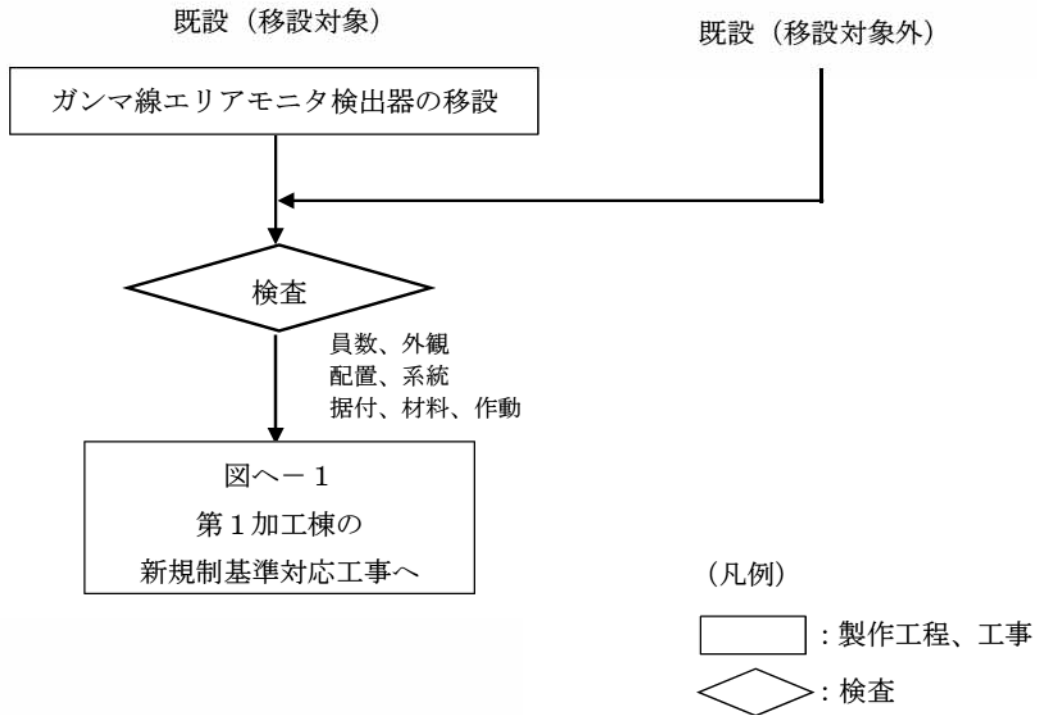 既設（移設対象）
既設（移設対象外）
ガンマ線エリアモニタ検出器の移設
検査
員数、外観
配置、系統
据付、材料、作動
図へ－１
第１加工棟の
新規制基準対応工事へ
（凡例）
：製作工程、工事
：検査